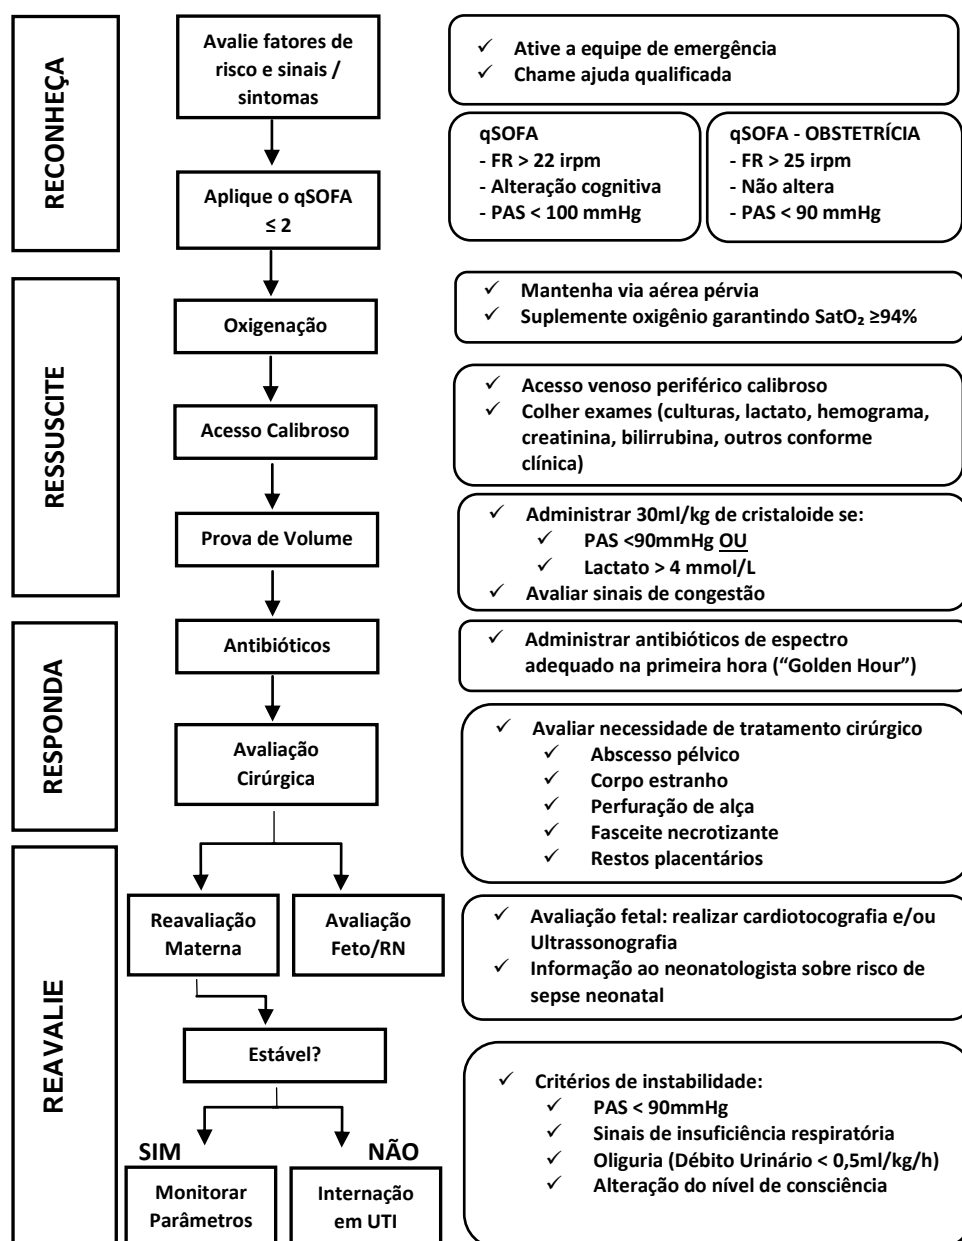 RECONHEÇA
Avalie fatores de
risco e sinais /
sintomas
✓ Ative a equipe de emergência
✓ Chame ajuda qualificada
Aplique o qSOFA
≤ 2
qSOFA
- FR > 22 irpm
- Alteração cognitiva
- PAS < 100 mmHg
qSOFA - OBSTETRÍCIA
- FR > 25 irpm
- Não altera
- PAS < 90 mmHg
RESSUSCITE
Oxigenação
✓ Mantenha via aérea pérvia
✓ Suplemente oxigênio garantindo SatO₂ ≥94%
Acesso Calibroso
✓ Acesso venoso periférico calibroso
✓ Colher exames (culturas, lactato, hemograma,
creatinina, bilirrubina, outros conforme
clínica)
Prova de Volume
✓ Administrar 30ml/kg de cristaloide se:
✓ PAS <90mmHg OU
✓ Lactato > 4 mmol/L
✓ Avaliar sinais de congestão
RESPONDA
Antibióticos
✓ Administrar antibióticos de espectro
adequado na primeira hora (“Golden Hour”)
Avaliação
Cirúrgica
✓ Avaliar necessidade de tratamento cirúrgico
✓ Abscesso pélvico
✓ Corpo estranho
✓ Perfuração de alça
✓ Fasceite necrotizante
✓ Restos placentários
REAVALIE
Reavaliação
Materna
Avaliação
Feto/RN
✓ Avaliação fetal: realizar cardiotocografia e/ou
Ultrassonografia
✓ Informação ao neonatologista sobre risco de
sepse neonatal
Estável?
SIM
NÃO
Monitorar
Parâmetros
Internação
em UTI
✓ Critérios de instabilidade:
✓ PAS < 90mmHg
✓ Sinais de insuficiência respiratória
✓ Oliguria (Débito Urinário < 0,5ml/kg/h)
✓ Alteração do nível de consciência